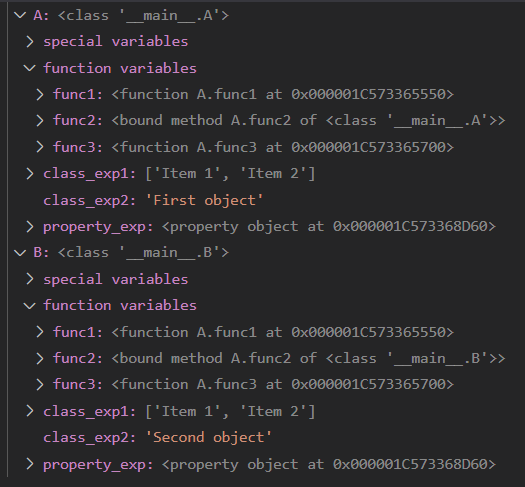 A: <class '__main__.A'>
special variables
function variables
func1: <function A.func1 at 0x000001C573365550>
func2: <bound method A.func2 of <class '__main__.A'>>
func3: <function A.func3 at 0x000001C573365700>
class_exp1: ['Item 1', 'Item 2']
class_exp2: 'First object'
property_exp: <property object at 0x000001C573368D60>
B: <class '__main__.B'>
special variables
function variables
func1: <function A.func1 at 0x000001C573365550>
func2: <bound method A.func2 of <class '__main__.B'>>
func3: <function A.func3 at 0x000001C573365700>
class_exp1: ['Item 1', 'Item 2']
class_exp2: 'Second object'
property_exp: <property object at 0x000001C573368D60>